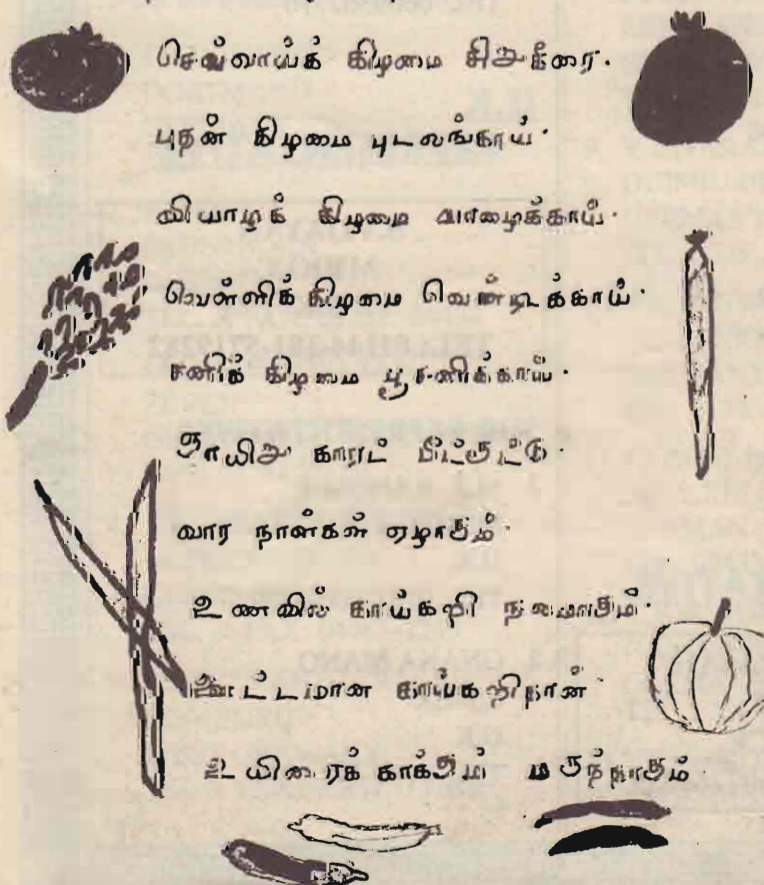 செவ்வாய்க் கிழமை சிறுகீரை.
புதன் கிழமை புடலங்காய்.
வியாழக் கிழமை வாழைக்காய்.
வெள்ளிக் கிழமை வெண்டிக்காய்.
சனிக் கிழமை பூசனிக்காய்.
ஞாயிறு காரட் பீட்ரூட்டு.
வார நாள்கள் ஏழாகும்.
உணவில் காய்கறி நலமாகும்.
ஊட்டமான காய்கறிதான்
உயிரைக் காக்கும் மருந்தாகும்.